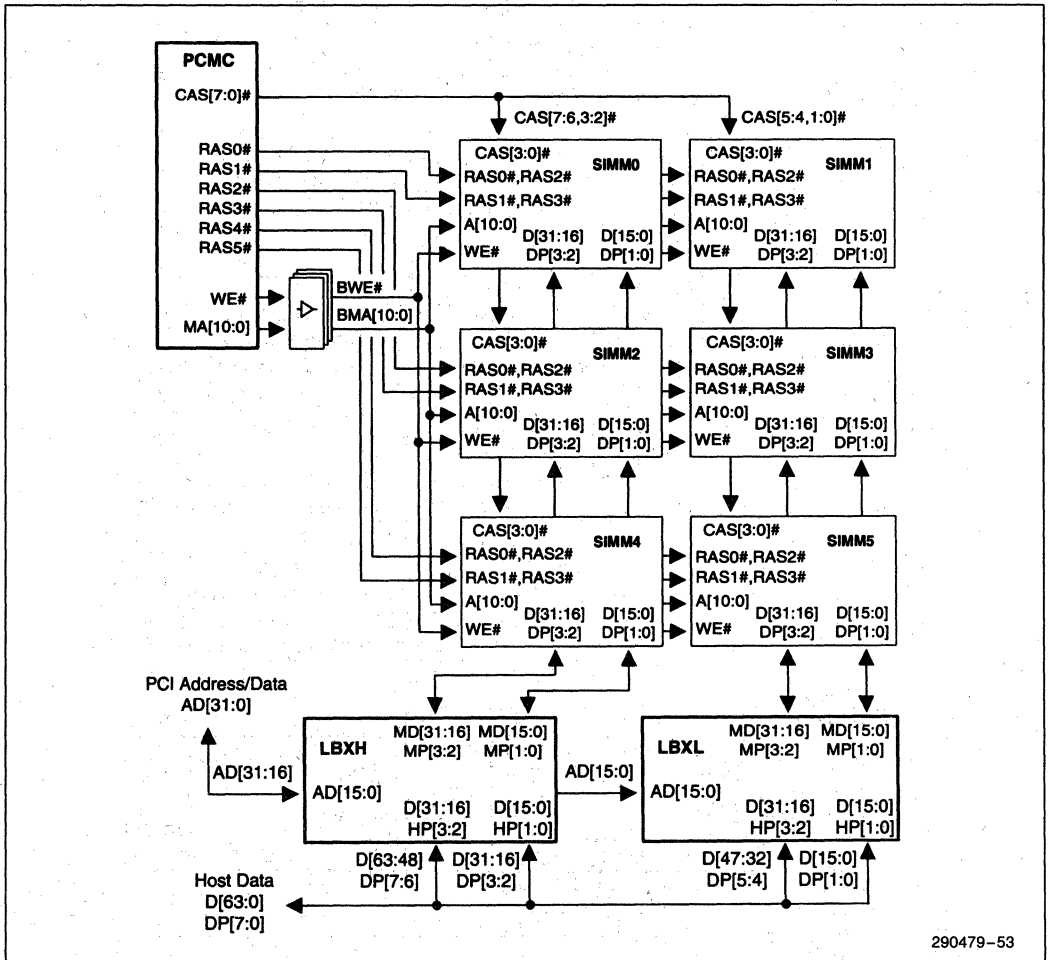 PCMC
CAS[7:0]#
RAS0#
RAS1#
RAS2#
RAS3#
RAS4#
RAS5#
WE#
MA[10:0]
BWE#
BMA[10:0]
CAS[7:6,3:2]#
CAS[5:4,1:0]#
CAS[3:0]#
SIMM0
RAS0#,RAS2#
RAS1#,RAS3#
A[10:0]
D[31:16] D[15:0]
WE#
DP[3:2] DP[1:0]
CAS[3:0]#
SIMM1
RAS0#,RAS2#
RAS1#,RAS3#
A[10:0]
D[31:16] D[15:0]
WE#
DP[3:2] DP[1:0]
CAS[3:0]#
SIMM2
RAS0#,RAS2#
RAS1#,RAS3#
A[10:0]
D[31:16] D[15:0]
WE#
DP[3:2] DP[1:0]
CAS[3:0]#
SIMM3
RAS0#,RAS2#
RAS1#,RAS3#
A[10:0]
D[31:16] D[15:0]
WE#
DP[3:2] DP[1:0]
CAS[3:0]#
SIMM4
RAS0#,RAS2#
RAS1#,RAS3#
A[10:0]
D[31:16] D[15:0]
WE#
DP[3:2] DP[1:0]
CAS[3:0]#
SIMM5
RAS0#,RAS2#
RAS1#,RAS3#
A[10:0]
D[31:16] D[15:0]
WE#
DP[3:2] DP[1:0]
PCI Address/Data
AD[31:0]
AD[31:16]
LBXH
MD[31:16] MD[15:0]
MP[3:2] MP[1:0]
AD[15:0]
D[31:16] D[15:0]
HP[3:2] HP[1:0]
AD[15:0]
LBXL
MD[31:16] MD[15:0]
MP[3:2] MP[1:0]
AD[15:0]
D[31:16] D[15:0]
HP[3:2] HP[1:0]
D[63:48] D[31:16]
DP[7:6] DP[3:2]
D[47:32] D[15:0]
DP[5:4] DP[1:0]
Host Data
D[63:0]
DP[7:0]
290479–53